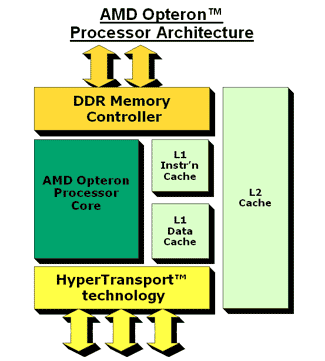 AMD Opteron™
Processor Architecture
DDR Memory
Controller
AMD Opteron
Processor
Core
L1
Instr'n
Cache
L1
Data
Cache
L2
Cache
HyperTransport™
technology